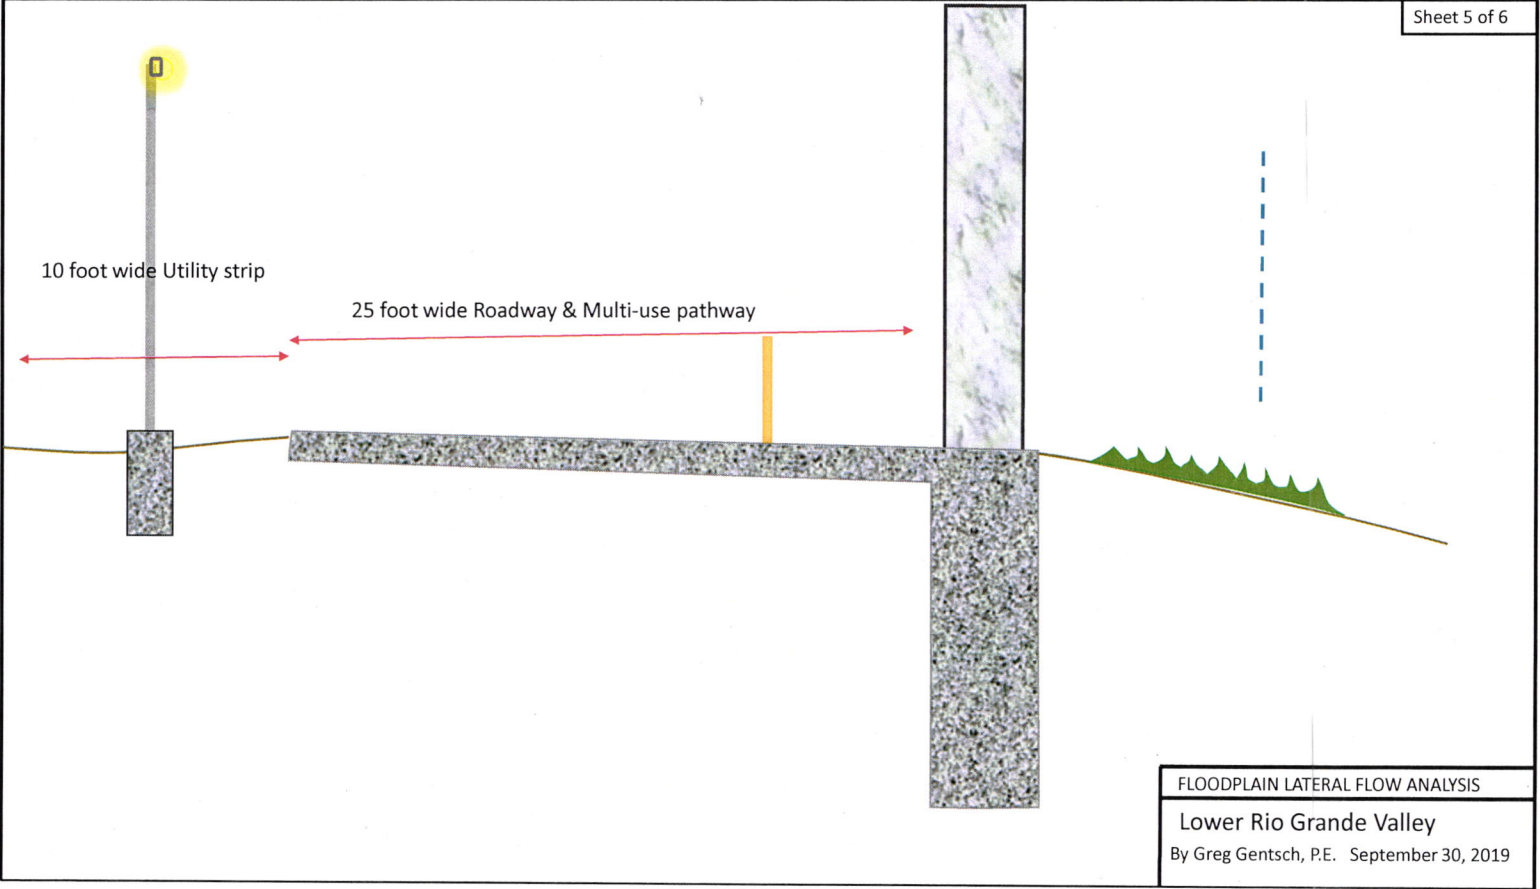 Sheet 5 of 6
10 foot wide Utility strip
25 foot wide Roadway & Multi-use pathway
FLOODPLAIN LATERAL FLOW ANALYSIS
Lower Rio Grande Valley
By Greg Gentsch, P.E. September 30, 2019